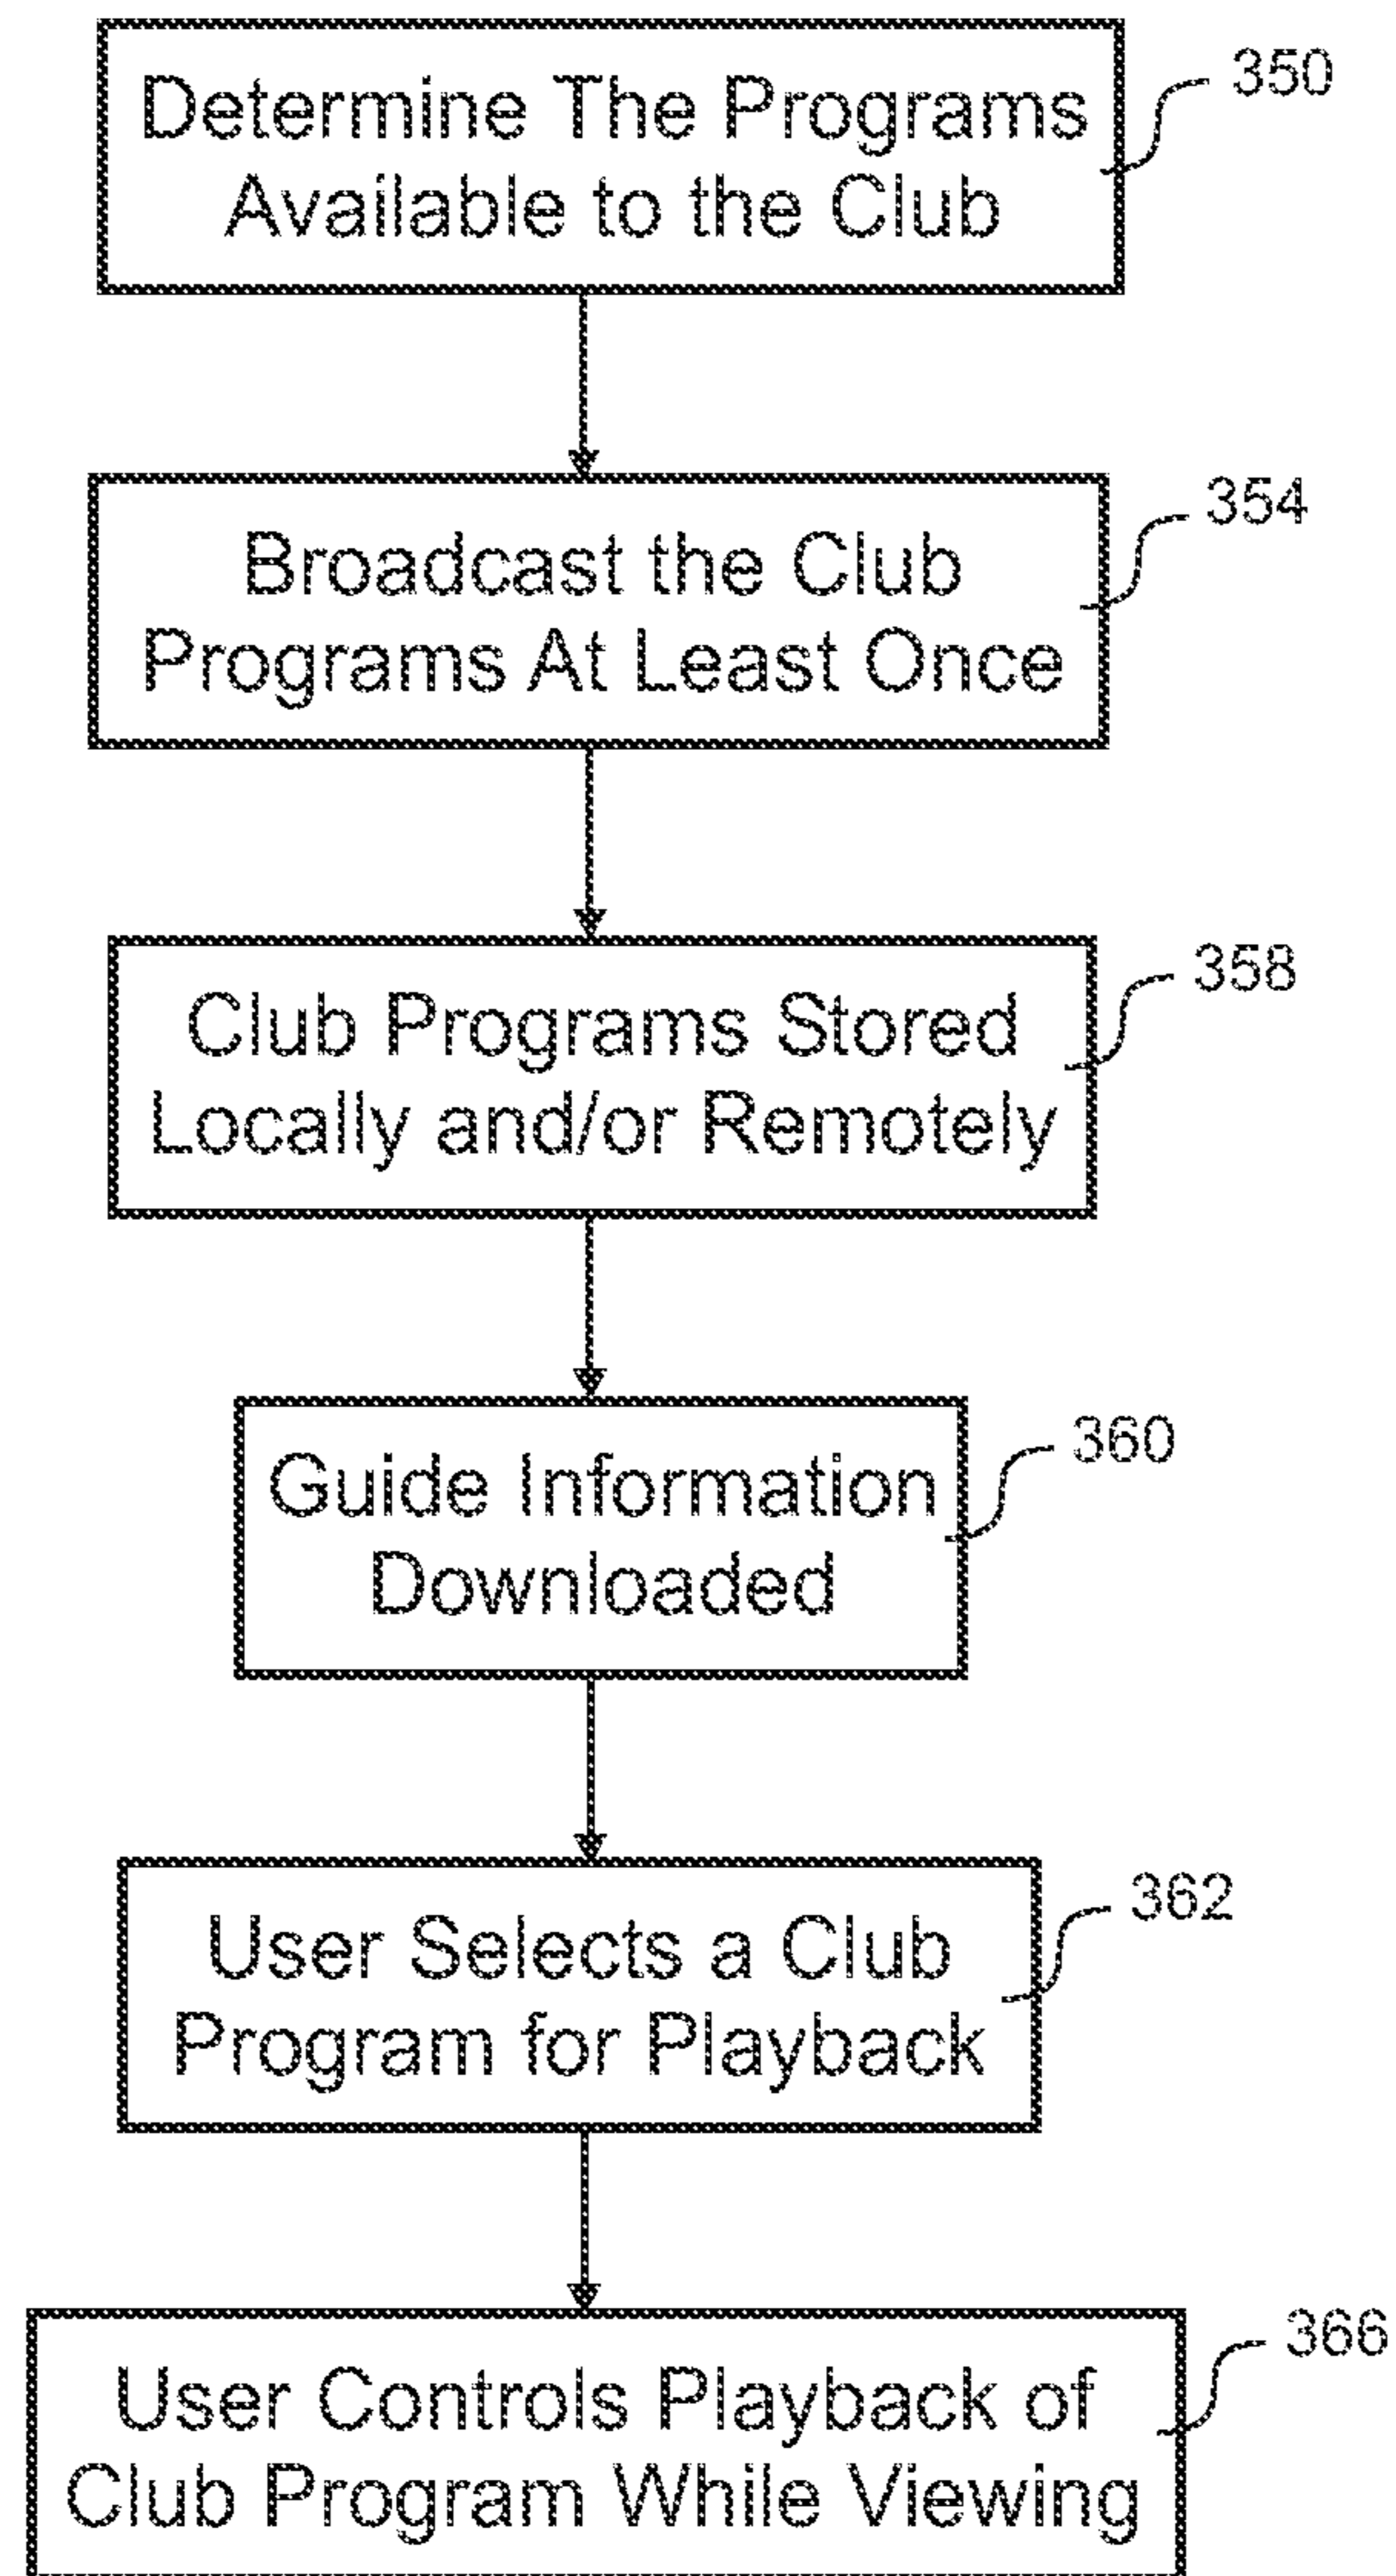 Determine The Programs
Available to the Club
350
Broadcast the Club
Programs At Least Once
354
Club Programs Stored
Locally and/or Remotely
358
Guide Information
Downloaded
360
User Selects a Club
Program for Playback
362
User Controls Playback of
Club Program While Viewing
366